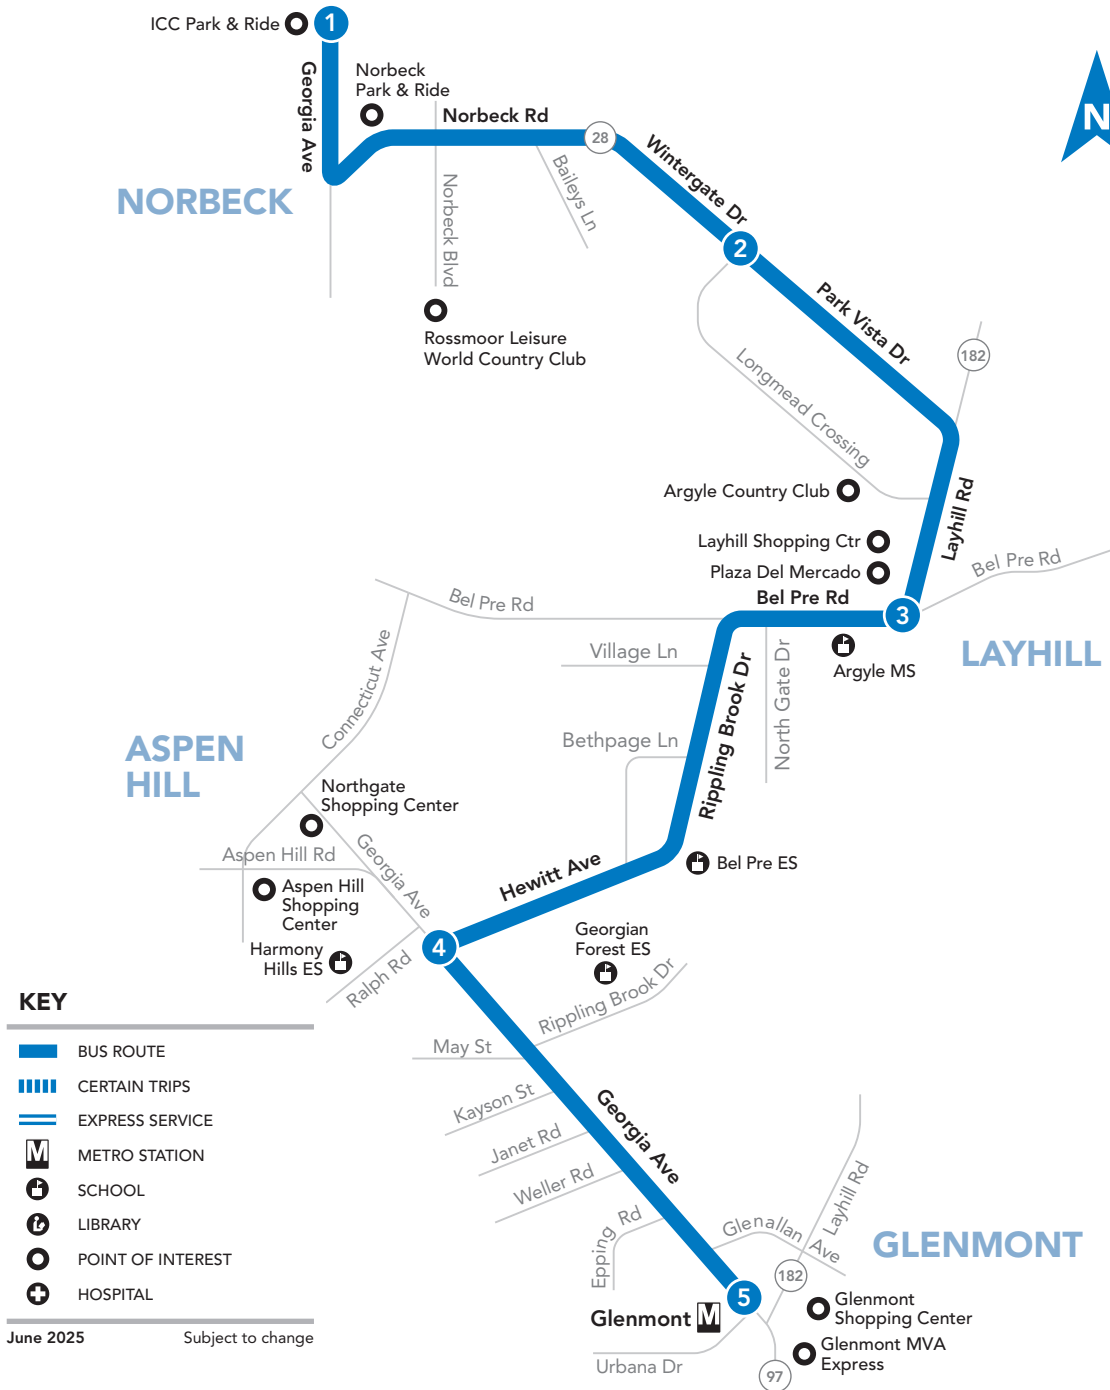 ICC Park & Ride
1
Georgia Ave
Norbeck
Park & Ride
Norbeck Rd
28
Wintergate Dr
N
NORBECK
Norbeck Blvd
Baileys Ln
2
Park Vista Dr
Rossmoor Leisure
World Country Club
Longmead Crossing
182
Argyle Country Club
Layhill Rd
Layhill Shopping Ctr
Plaza Del Mercado
Bel Pre Rd
Bel Pre Rd
Bel Pre Rd
3
LAYHILL
Village Ln
Argyle MS
Connecticut Ave
Rippling Brook Dr
North Gate Dr
ASPEN
HILL
Bethpage Ln
Northgate
Shopping Center
Georgia Ave
Aspen Hill Rd
Hewitt Ave
Bel Pre ES
Aspen Hill
Shopping
Center
Harmony
Hills ES
4
Georgian
Forest ES
Ralph Rd
Rippling Brook Dr
May St
Kayson St
Georgia Ave
Janet Rd
Weller Rd
Epping Rd
Glenallan Ave
Layhill Rd
GLENMONT
182
5
Glenmont M
Glenmont
Shopping Center
Glenmont MVA
Express
Urbana Dr
97
KEY
BUS ROUTE
CERTAIN TRIPS
EXPRESS SERVICE
M METRO STATION
SCHOOL
LIBRARY
POINT OF INTEREST
HOSPITAL
June 2025 Subject to change